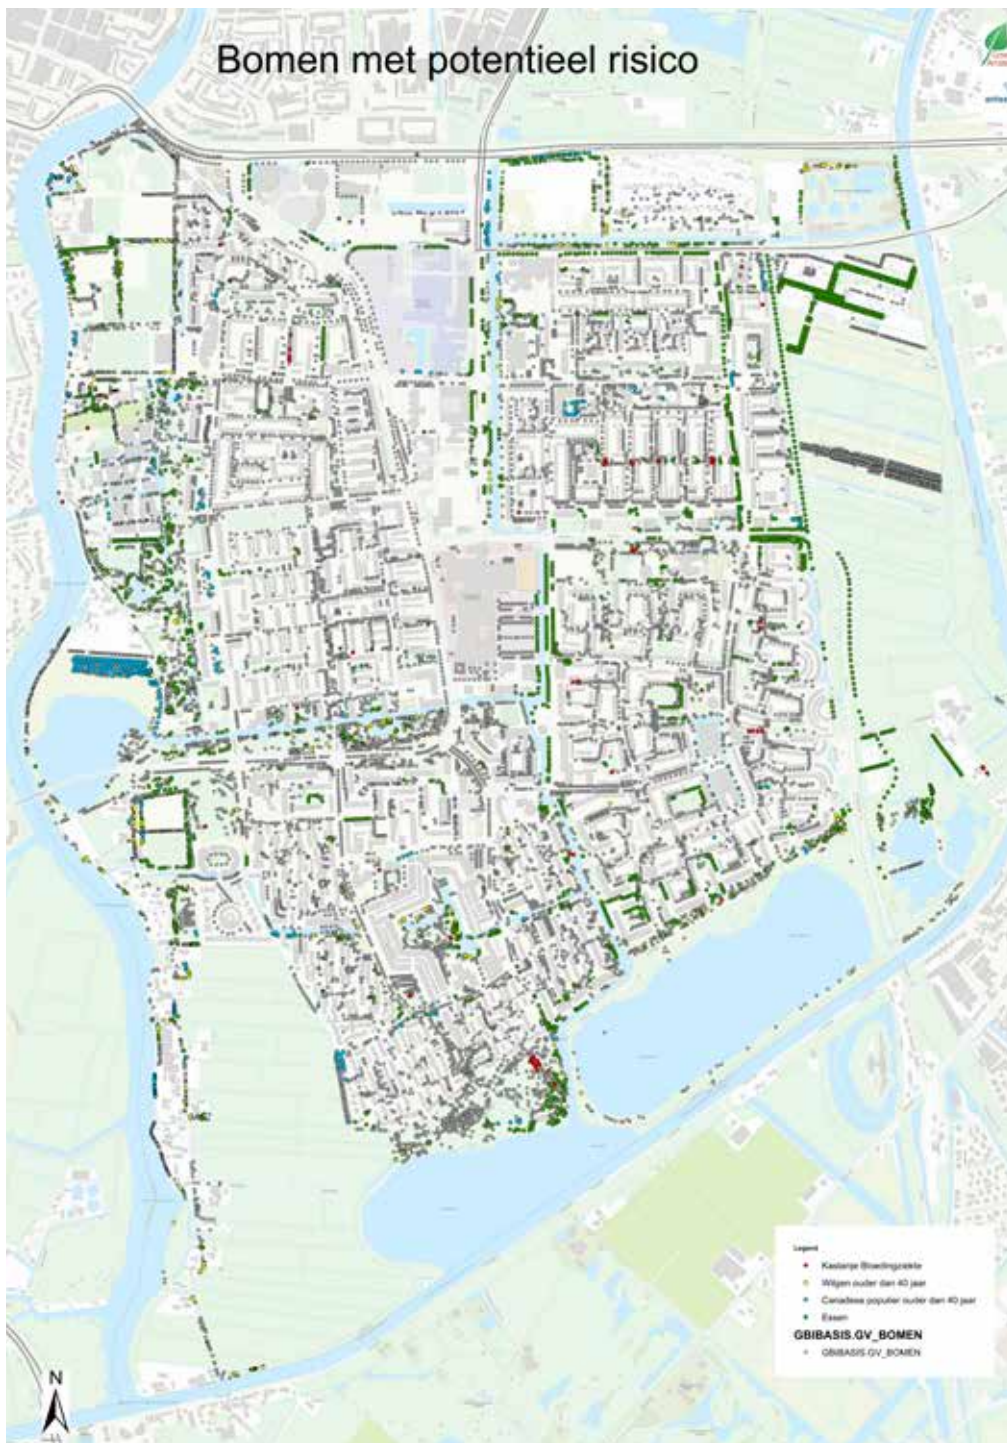 Bomen met potentieel risico
Legend
Kastanje Bloedingziekte
Wilgen ouder dan 40 jaar
Canadese populier ouder dan 40 jaar
Essen
GBIBASIS.GV_BOMEN
GBIBASIS.GV_BOMEN
N